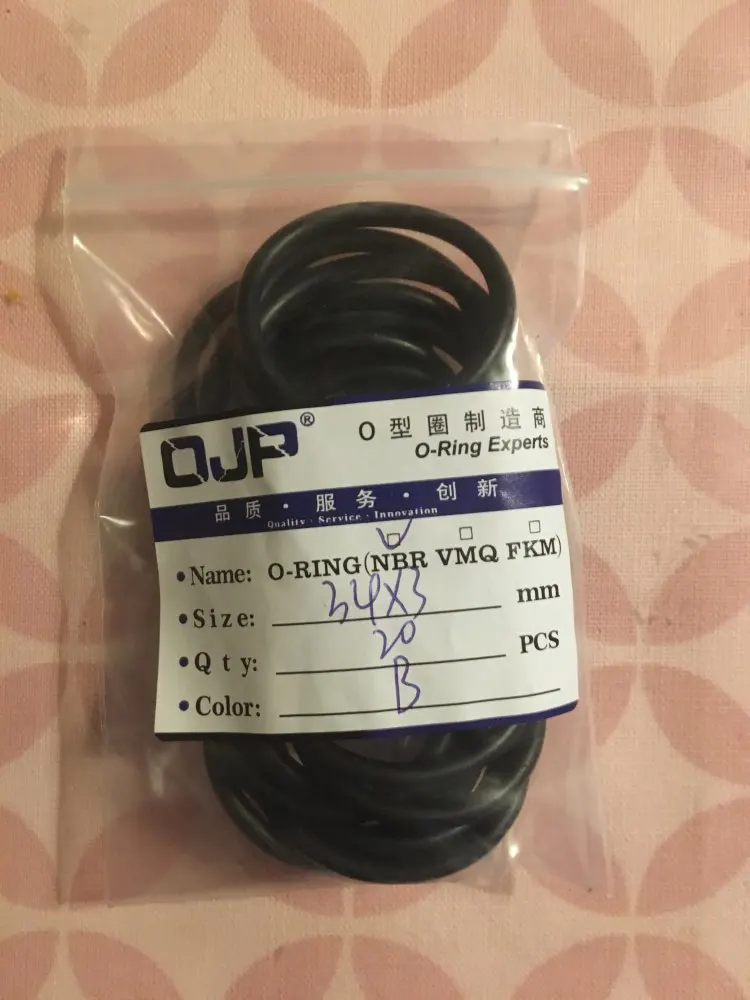 OJP®
O型圈制造商
O-Ring Experts
品质·服务·创新
Quality · Service · Innovation
•Name: O-RING(NBR VMQ FKM)
•Size: 34X3 mm
•Qty: 20 PCS
•Color: B